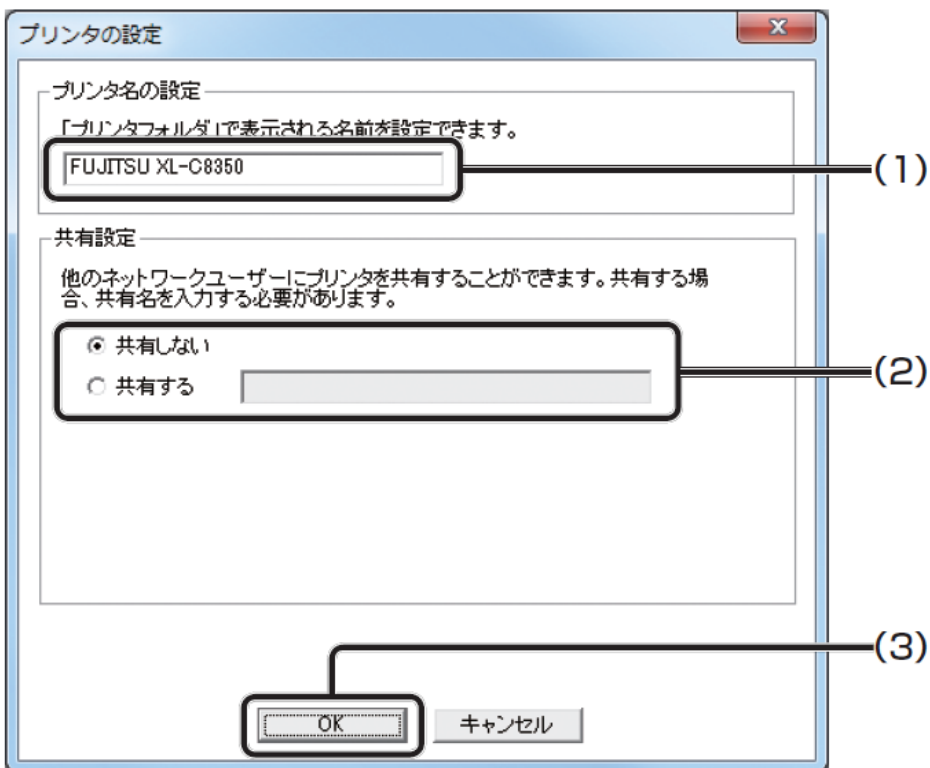 プリンタの設定
プリンタ名の設定
「プリンタフォルダ」で表示される名前を設定できます。
FUJITSU XL-C8350
(1)
共有設定
他のネットワークユーザーにプリンタを共有することができます。共有する場
合、共有名を入力する必要があります。
共有しない
共有する
(2)
(3)
OK
キャンセル